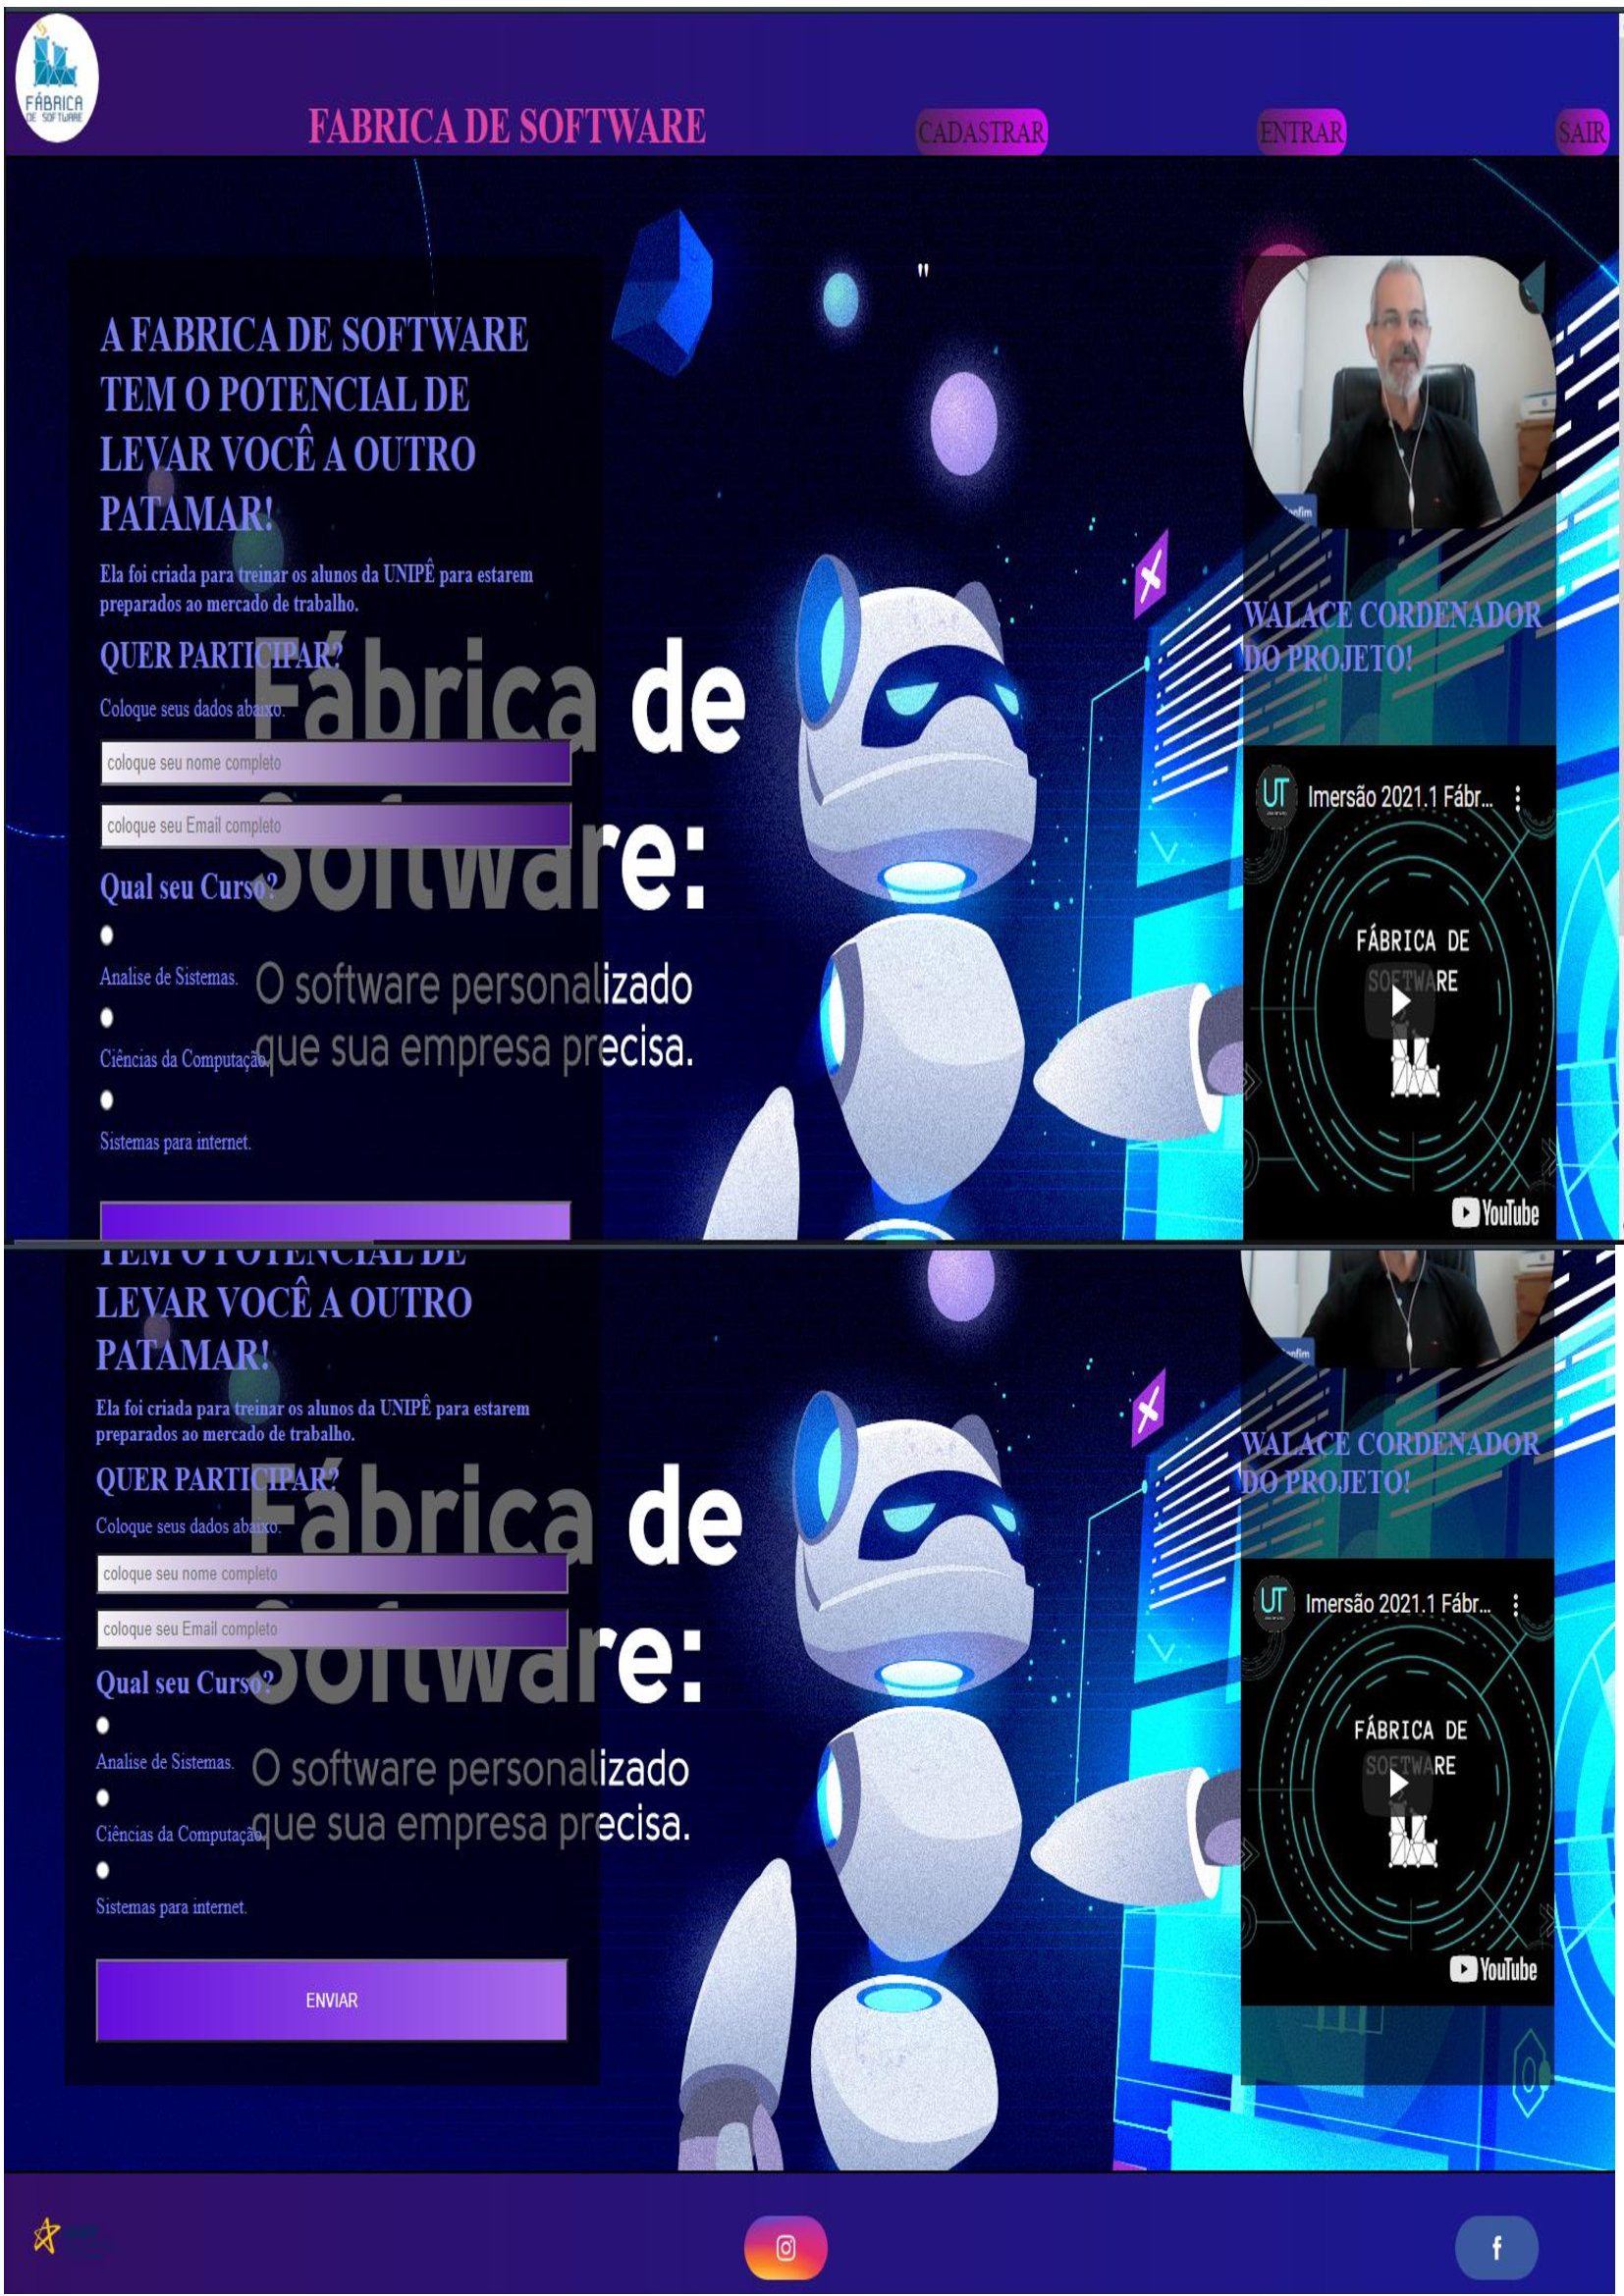 FÁBRICA
DE SOFTWARE
FABRICA DE SOFTWARE
CADASTRAR
ENTRAR
SAIR
"
A FABRICA DE SOFTWARE
TEM O POTENCIAL DE
LEVAR VOCÊ A OUTRO
PATAMAR!
Ela foi criada para treinar os alunos da UNIPÊ para estarem
preparados ao mercado de trabalho.
QUER PARTICIPAR?
Coloque seus dados abaixo.
coloque seu nome completo
coloque seu Email completo
Qual seu Curso?
Analise de Sistemas.
Ciências da Computação.
Sistemas para internet.
Fábrica de
Software:
O software personalizado
que sua empresa precisa.
onfim
WALACE CORDENADOR
DO PROJETO!
UT
Imersão 2021.1 Fábr...
FÁBRICA DE
SOFTWARE
YouTube
TEM O POTENCIAL DE
LEVAR VOCÊ A OUTRO
PATAMAR!
Ela foi criada para treinar os alunos da UNIPÊ para estarem
preparados ao mercado de trabalho.
QUER PARTICIPAR?
Coloque seus dados abaixo.
coloque seu nome completo
coloque seu Email completo
Qual seu Curso?
Analise de Sistemas.
Ciências da Computação.
Sistemas para internet.
ENVIAR
Fábrica de
Software:
O software personalizado
que sua empresa precisa.
onfim
WALACE CORDENADOR
DO PROJETO!
UT
Imersão 2021.1 Fábr...
FÁBRICA DE
SOFTWARE
YouTube
f